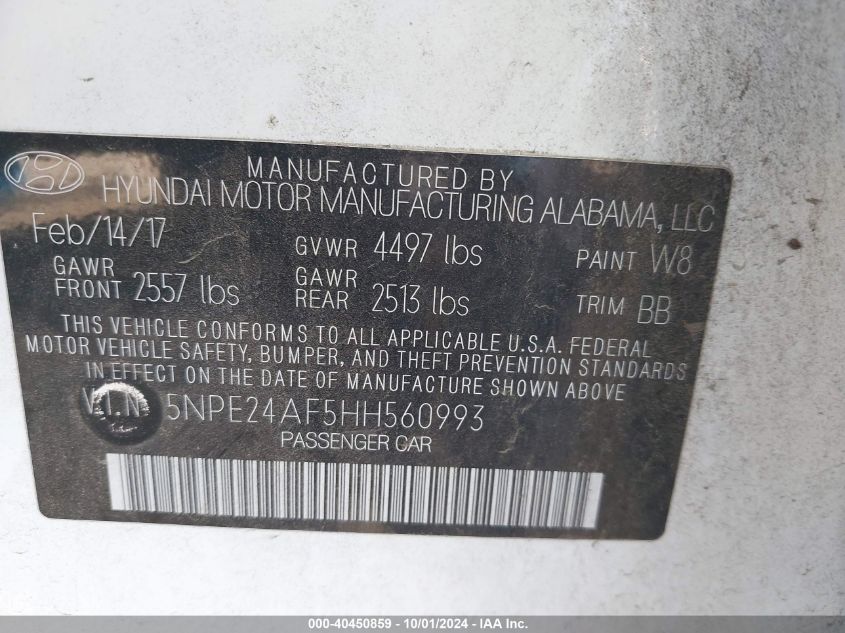 MANUFACTURED BY
HYUNDAI MOTOR MANUFACTURING ALABAMA, LLC
Feb/14/17 GVWR 4497 lbs PAINT W8
GAWR FRONT 2557 lbs GAWR REAR 2513 lbs TRIM BB
THIS VEHICLE CONFORMS TO ALL APPLICABLE U.S.A. FEDERAL
MOTOR VEHICLE SAFETY, BUMPER, AND THEFT PREVENTION STANDARDS
IN EFFECT ON THE DATE OF MANUFACTURE SHOWN ABOVE
V.I.N 5NPE24AF5HH560993
PASSENGER CAR
000-40450859 - 10/01/2024 - IAA Inc.